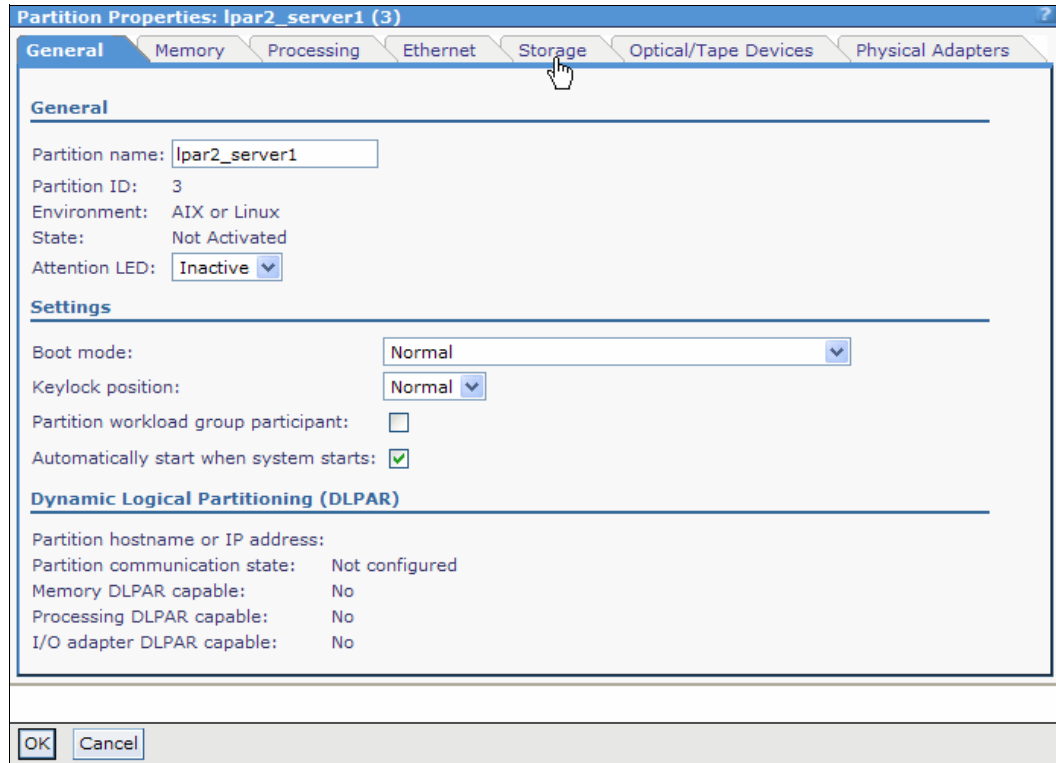 Partition Properties: lpar2_server1 (3) ?
General Memory Processing Ethernet Storage Optical/Tape Devices Physical Adapters
General
Partition name: lpar2_server1
Partition ID: 3
Environment: AIX or Linux
State: Not Activated
Attention LED: Inactive
Settings
Boot mode: Normal
Keylock position: Normal
Partition workload group participant:
Automatically start when system starts:
Dynamic Logical Partitioning (DLPAR)
Partition hostname or IP address:
Partition communication state: Not configured
Memory DLPAR capable: No
Processing DLPAR capable: No
I/O adapter DLPAR capable: No
OK Cancel